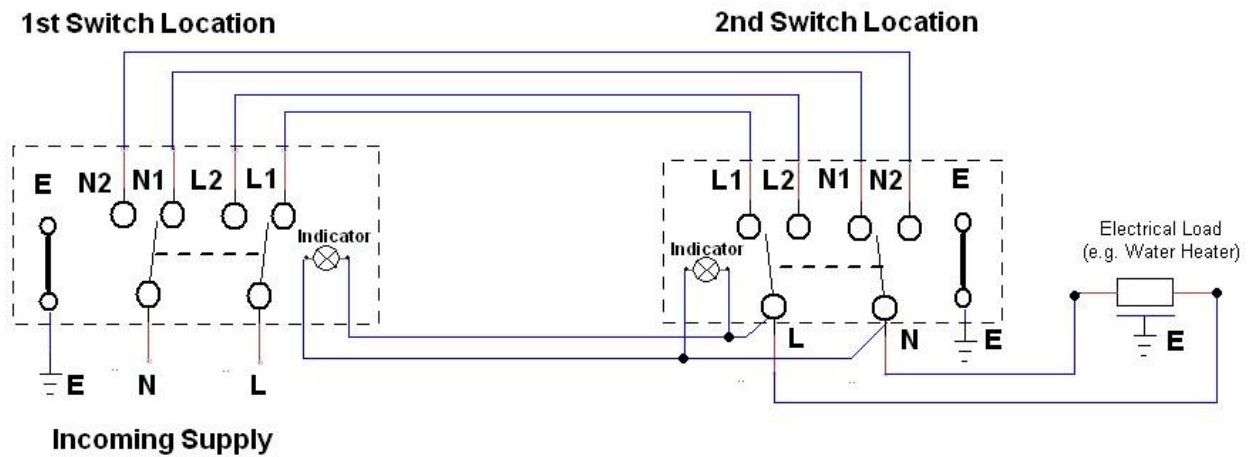 1st Switch Location
2nd Switch Location
E N2 N1 L2 L1
L1 L2 N1 N2 E
Indicator
Indicator
Electrical Load
(e.g. Water Heater)
E N L
L N E
E
Incoming Supply